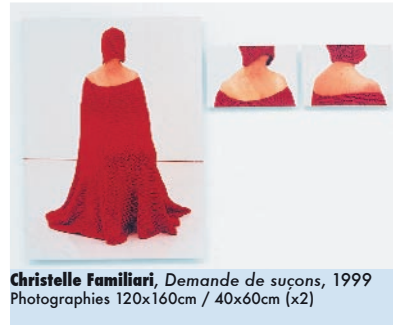 Christelle Familiari, Demande de suçons, 1999
Photographies 120x160cm / 40x60cm (x2)